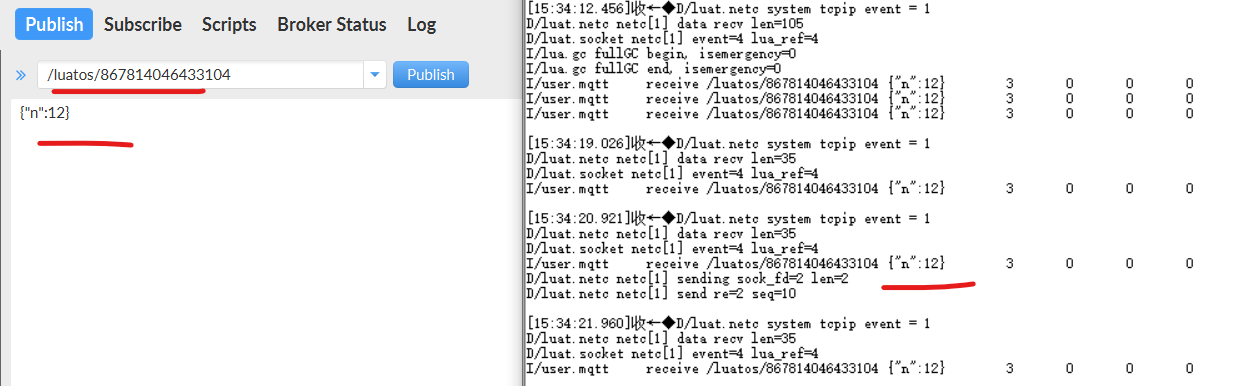 Publish Subscribe Scripts Broker Status Log
» /luatos/867814046433104 Publish
{"n":12}
[15:34:12.456]收←◆D/luat.netc system tcpip event = 1
D/luat.netc netc[1] data recv len=105
D/luat.socket netc[1] event=4 lua_ref=4
I/lua.gc fullGC begin, isemergency=0
I/lua.gc fullGC end, isemergency=0
I/user.mqtt receive /luatos/867814046433104 {"n":12} 3 0 0 0
I/user.mqtt receive /luatos/867814046433104 {"n":12} 3 0 0 0
I/user.mqtt receive /luatos/867814046433104 {"n":12} 3 0 0 0
[15:34:19.026]收←◆D/luat.netc system tcpip event = 1
D/luat.netc netc[1] data recv len=35
D/luat.socket netc[1] event=4 lua_ref=4
I/user.mqtt receive /luatos/867814046433104 {"n":12} 3 0 0 0
[15:34:20.921]收←◆D/luat.netc system tcpip event = 1
D/luat.netc netc[1] data recv len=35
D/luat.socket netc[1] event=4 lua_ref=4
I/user.mqtt receive /luatos/867814046433104 {"n":12} 3 0 0 0
D/luat.netc netc[1] sending sock_fd=2 len=2
D/luat.netc netc[1] send re=2 seq=10
[15:34:21.960]收←◆D/luat.netc system tcpip event = 1
D/luat.netc netc[1] data recv len=35
D/luat.socket netc[1] event=4 lua_ref=4
I/user.mqtt receive /luatos/867814046433104 {"n":12} 3 0 0 0